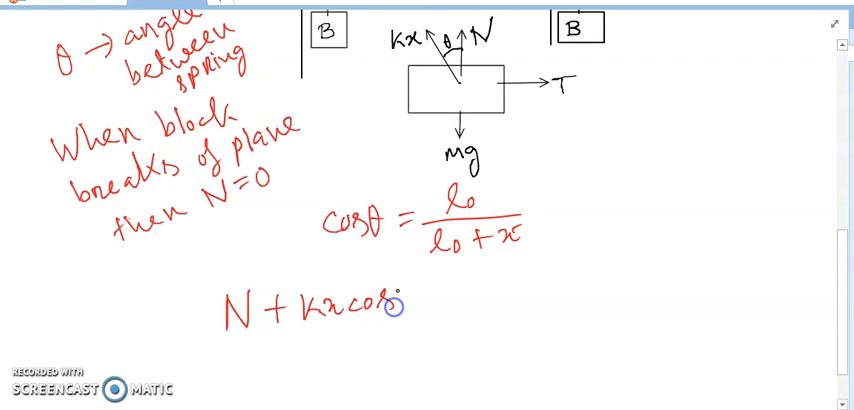 θ → angle
between
spring
B
B
Kx
θ
N
T
mg
When block
breaks of plane
then N=0
cosθ = l₀ / l₀ + x
N + Kx cos
RECORDED WITH
SCREENCAST MATIC